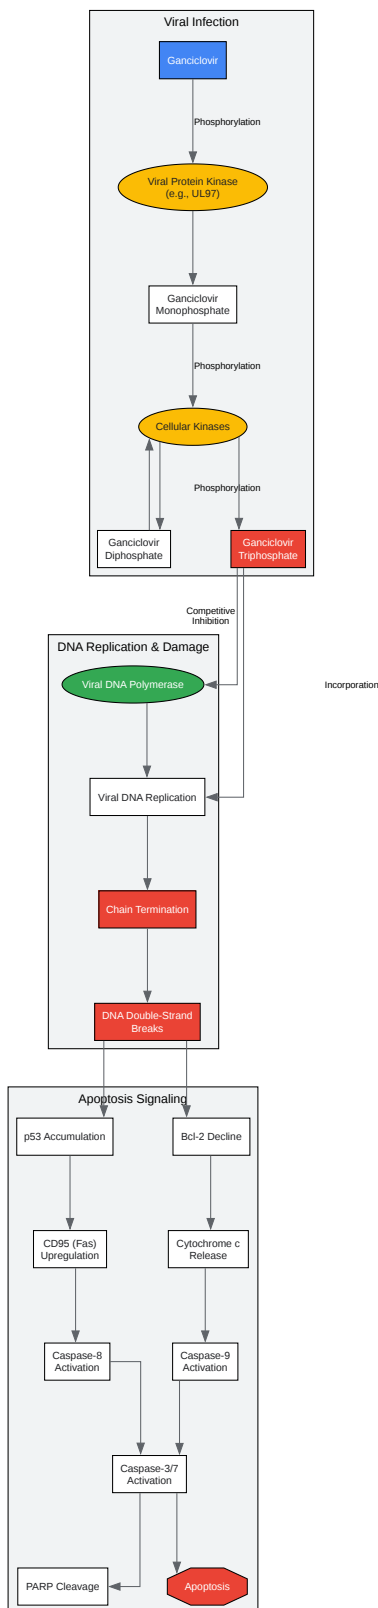 Viral Infection
Ganciclovir
Phosphorylation
Viral Protein Kinase
(e.g., UL97)
Ganciclovir
Monophosphate
Phosphorylation
Cellular Kinases
Phosphorylation
Ganciclovir
Diphosphate
Ganciclovir
Triphosphate
Competitive
Inhibition
DNA Replication & Damage
Viral DNA Polymerase
Incorporation
Viral DNA Replication
Chain Termination
DNA Double-Strand
Breaks
Apoptosis Signaling
p53 Accumulation
Bcl-2 Decline
CD95 (Fas)
Upregulation
Cytochrome c
Release
Caspase-8
Activation
Caspase-9
Activation
Caspase-3/7
Activation
PARP Cleavage
Apoptosis